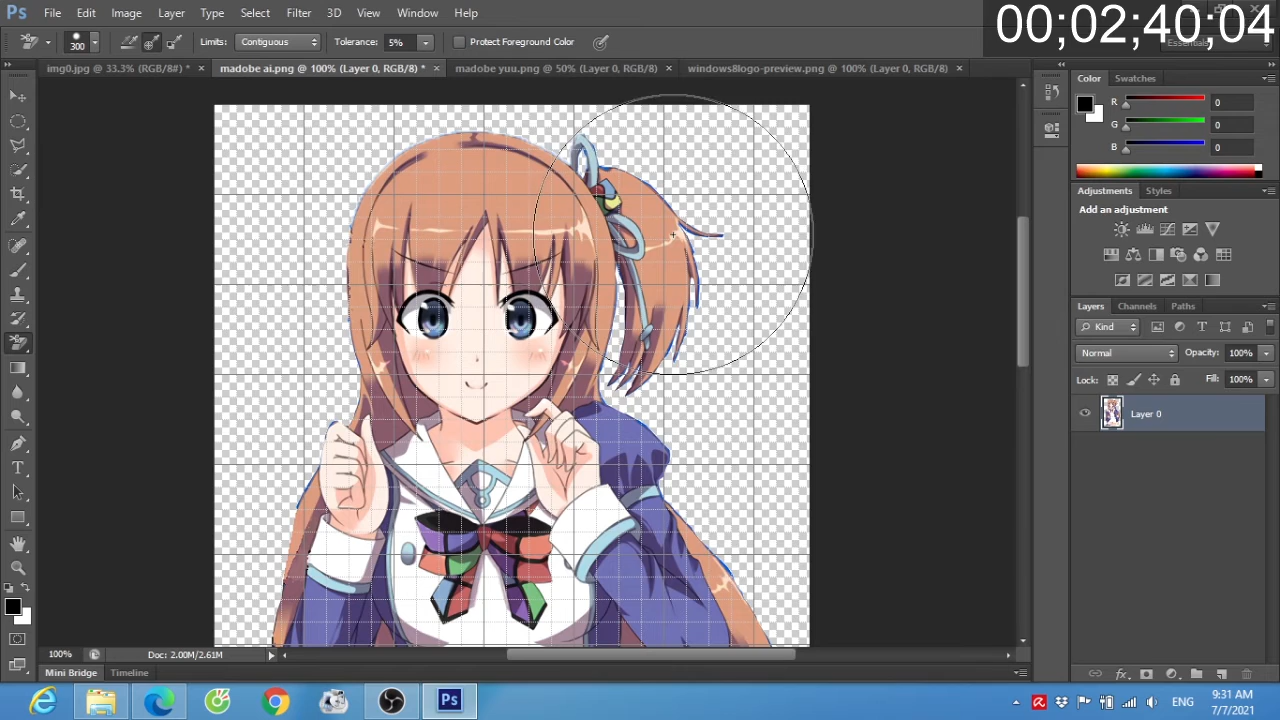 Ps File Edit Image Layer Type Select Filter 3D View Window Help
00;02;40;04
300 Limits: Contiguous Tolerance: 5% Protect Foreground Color Essentials
img0.jpg @ 33.3% (RGB/8#) * × madobe ai.png @ 100% (Layer 0, RGB/8) * × madobe yuu.png @ 50% (Layer 0, RGB/8) × windows8logo-preview.png @ 100% (Layer 0, RGB/8) ×
Color Swatches
R 0
G 0
B 0
Adjustments Styles
Add an adjustment
Layers Channels Paths
Kind
Normal Opacity: 100%
Lock: Fill: 100%
Layer 0
100% Doc: 2.00M/2.61M
Mini Bridge Timeline
Ps ENG 9:31 AM
7/7/2021